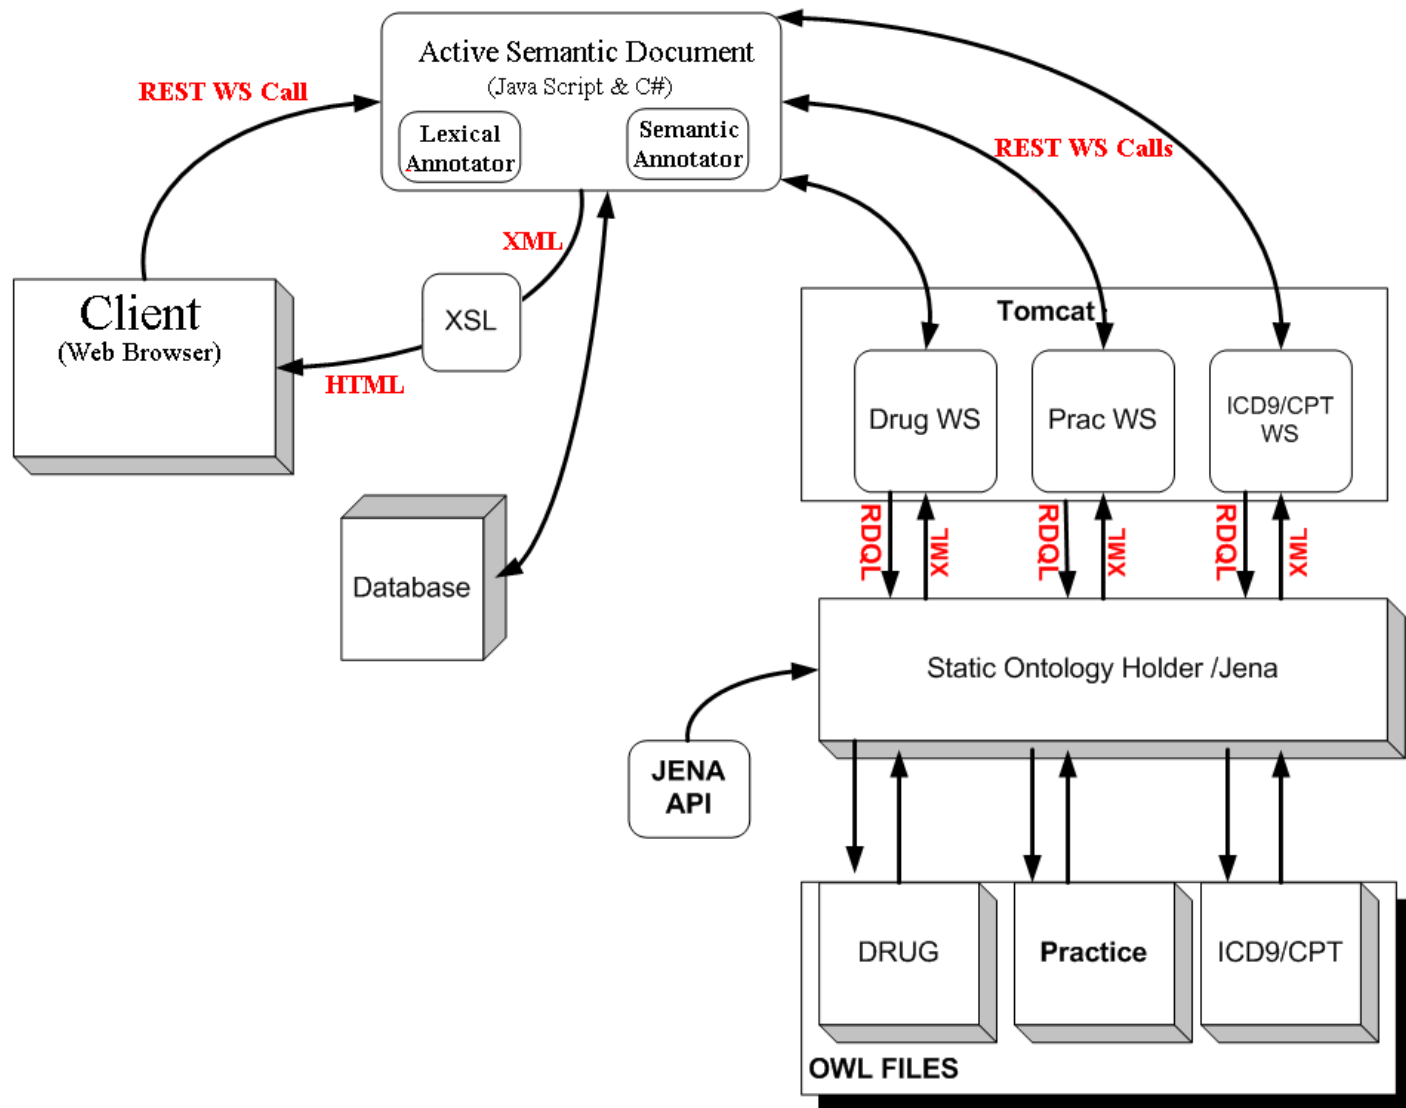 Active Semantic Document
(Java Script & C#)
Lexical
Annotator
Semantic
Annotator
REST WS Call
REST WS Calls
XML
Client
(Web Browser)
XSL
HTML
Tomcat
Drug WS
Prac WS
ICD9/CPT
WS
Database
RDQL
XML
RDQL
XML
RDQL
XML
Static Ontology Holder /Jena
JENA
API
DRUG
Practice
ICD9/CPT
OWL FILES